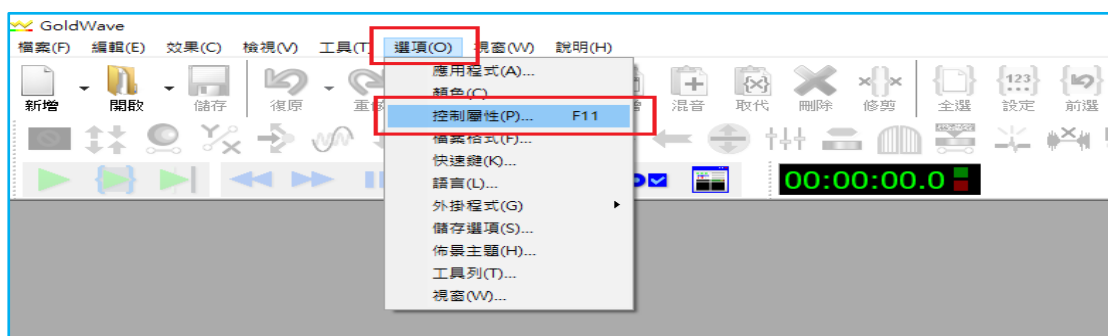 GoldWave
檔案(F) 編輯(E) 效果(C) 檢視(V) 工具(T) 選項(O) 視窗(W) 說明(H)
應用程式(A)...
顏色(C)
新增 開啟 儲存 復原 混音 取代 刪除 修剪 全選 設定 前選
123
控制屬性(P)... F11
檔案格式(F)...
快速鍵(K)...
語言(L)...
00:00:00.0
外掛程式(G)
儲存選項(S)...
佈景主題(H)...
工具列(T)...
視窗(W)...